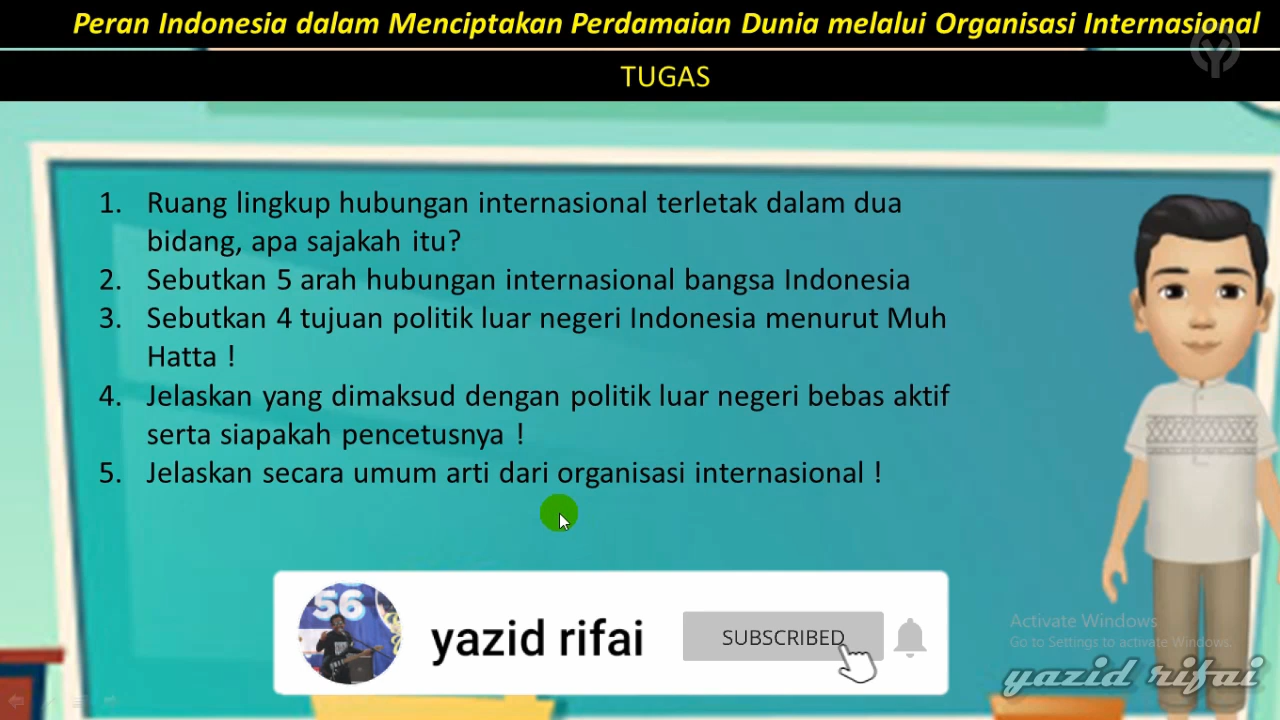 Peran Indonesia dalam Menciptakan Perdamaian Dunia melalui Organisasi Internasional
TUGAS
1. Ruang lingkup hubungan internasional terletak dalam dua
bidang, apa sajakah itu?
2. Sebutkan 5 arah hubungan internasional bangsa Indonesia
3. Sebutkan 4 tujuan politik luar negeri Indonesia menurut Muh
Hatta !
4. Jelaskan yang dimaksud dengan politik luar negeri bebas aktif
serta siapakah pencetusnya !
5. Jelaskan secara umum arti dari organisasi internasional !
56
yazid rifai
SUBSCRIBED
Activate Windows
Go to Settings to activate Windows.
yazid rifai